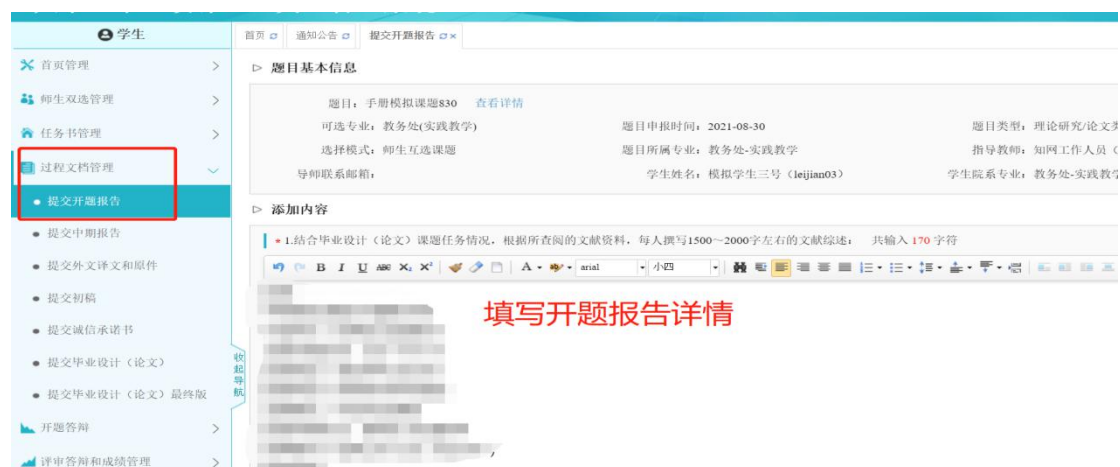 学生
首页管理
师生双选管理
任务书管理
过程文档管理
提交开题报告
提交中期报告
提交外文译文和原件
提交初稿
提交诚信承诺书
提交毕业设计（论文）
提交毕业设计（论文）最终版
开题答辩
评审答辩和成绩管理
收起导航
首页 通知公告 提交开题报告
题目基本信息
题目：手册模拟课题830 查看详情
可选专业：教务处(实践教学) 题目申报时间：2021-08-30 题目类型：理论研究/论文类
选择模式：师生互选课题 题目所属专业：教务处-实践教学 指导教师：知网工作人员（
导师联系邮箱： 学生姓名：模拟学生三号（leijian03） 学生院系专业：教务处-实践教学
添加内容
* 1.结合毕业设计（论文）课题任务情况，根据所查阅的文献资料，每人撰写1500～2000字左右的文献综述： 共输入 170 字符
B I U ABC X₂ X² A arial 小四
填写开题报告详情